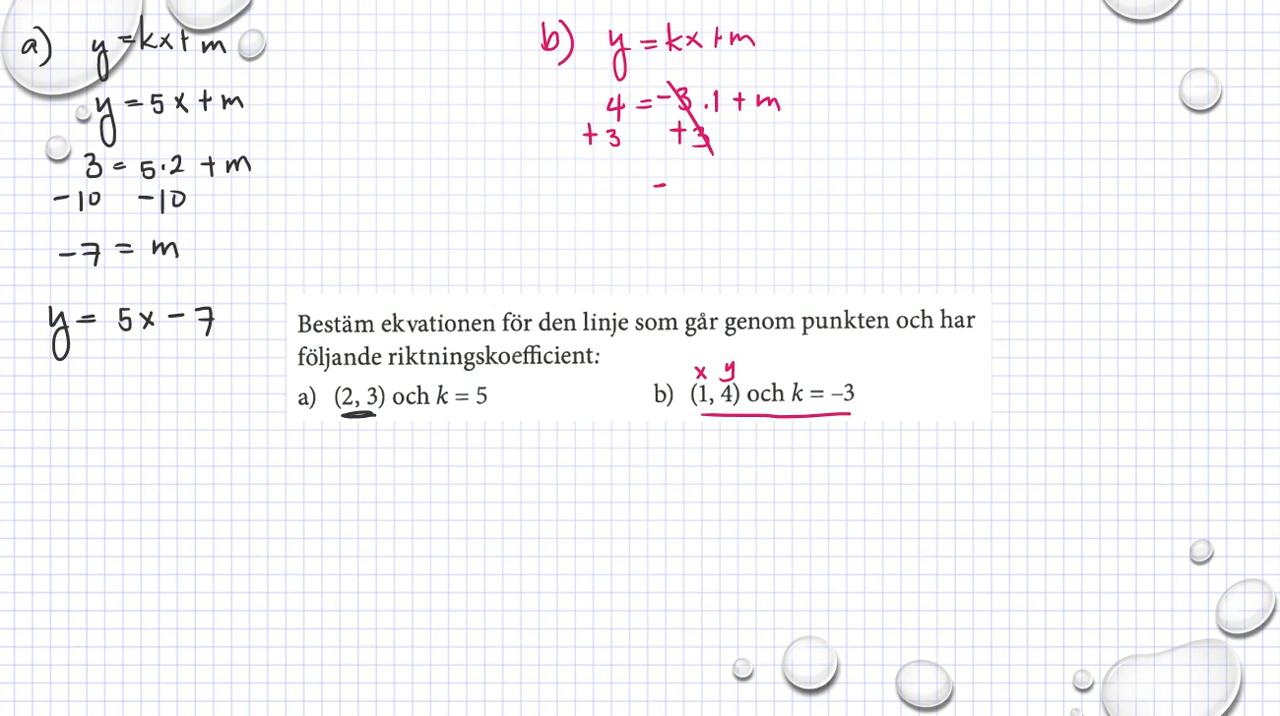 a) y = kx + m
y = 5x + m
3 = 5·2 + m
-10 -10
-7 = m
y = 5x - 7
b) y = kx + m
4 = -3·1 + m
+3 +3
-
Bestäm ekvationen för den linje som går genom punkten och har
följande riktningskoefficient:
x y
a) (2, 3) och k = 5 b) (1, 4) och k = –3